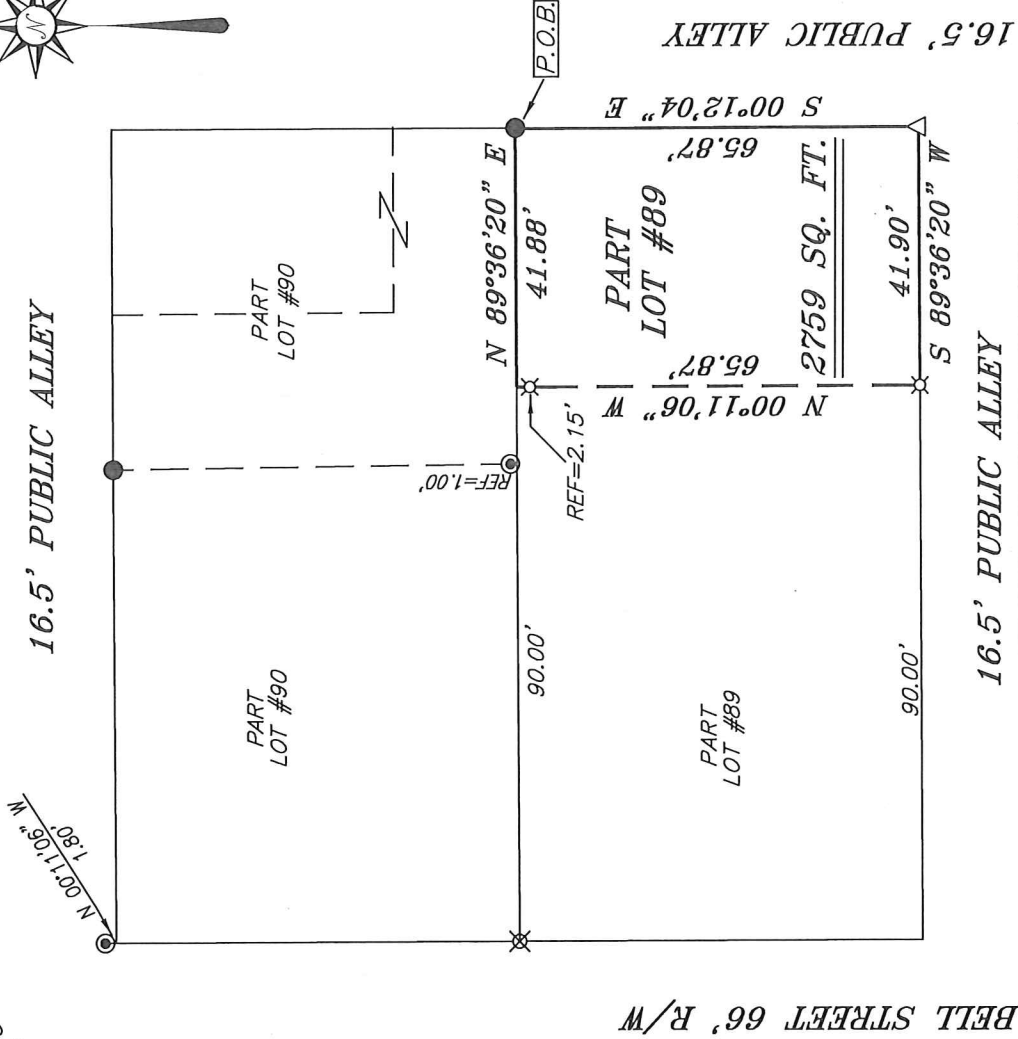 N
16.5' PUBLIC ALLEY
P.O.B.
16.5' PUBLIC ALLEY
PART
LOT #90
N 89°36'20" E
41.88'
S 00°12'04" E
65.87'
PART
LOT #89
2759 SQ. FT.
41.90'
S 89°36'20" W
65.87'
N 00°11'06" W
REF=2.15'
REF=1.00'
16.5' PUBLIC ALLEY
PART
LOT #90
90.00'
PART
LOT #89
90.00'
N 00°11'06" W
1.80'
BELL STREET 66' R/W